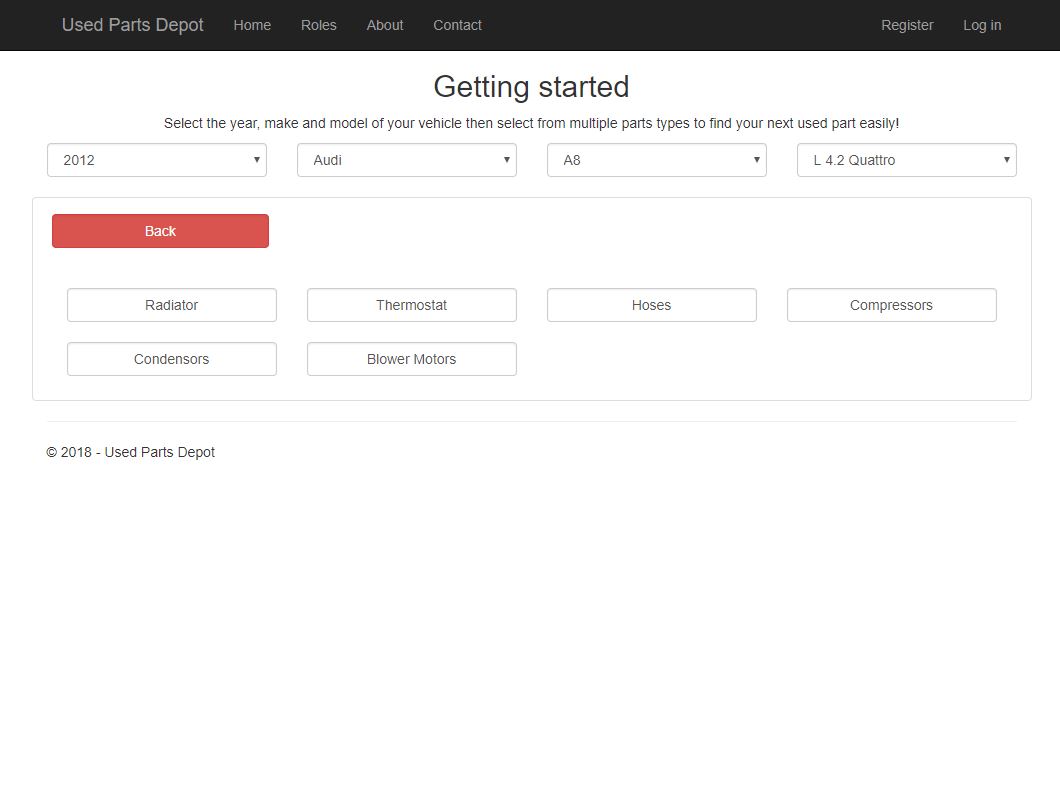 Used Parts Depot Home Roles About Contact Register Log in
Getting started
Select the year, make and model of your vehicle then select from multiple parts types to find your next used part easily!
2012 Audi A8 L 4.2 Quattro
Back
Radiator Thermostat Hoses Compressors
Condensors Blower Motors
© 2018 - Used Parts Depot